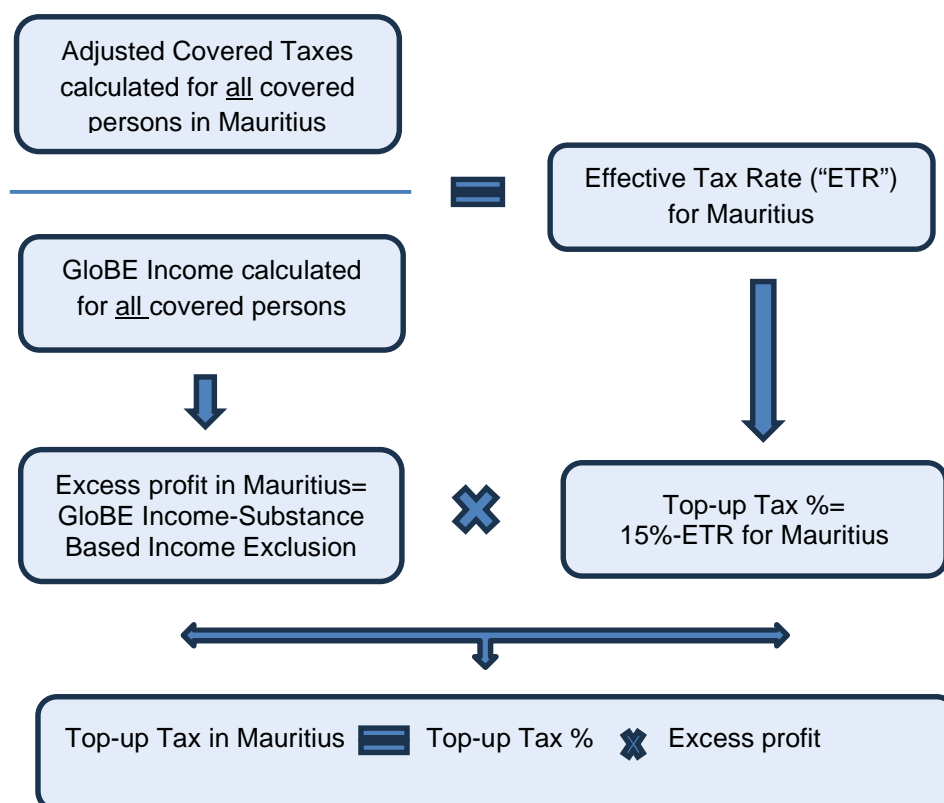 Adjusted Covered Taxes
calculated for all covered
persons in Mauritius
Effective Tax Rate (“ETR”)
for Mauritius
GloBE Income calculated
for all covered persons
Excess profit in Mauritius=
GloBE Income-Substance
Based Income Exclusion
Top-up Tax %=
15%-ETR for Mauritius
Top-up Tax in Mauritius Top-up Tax % Excess profit